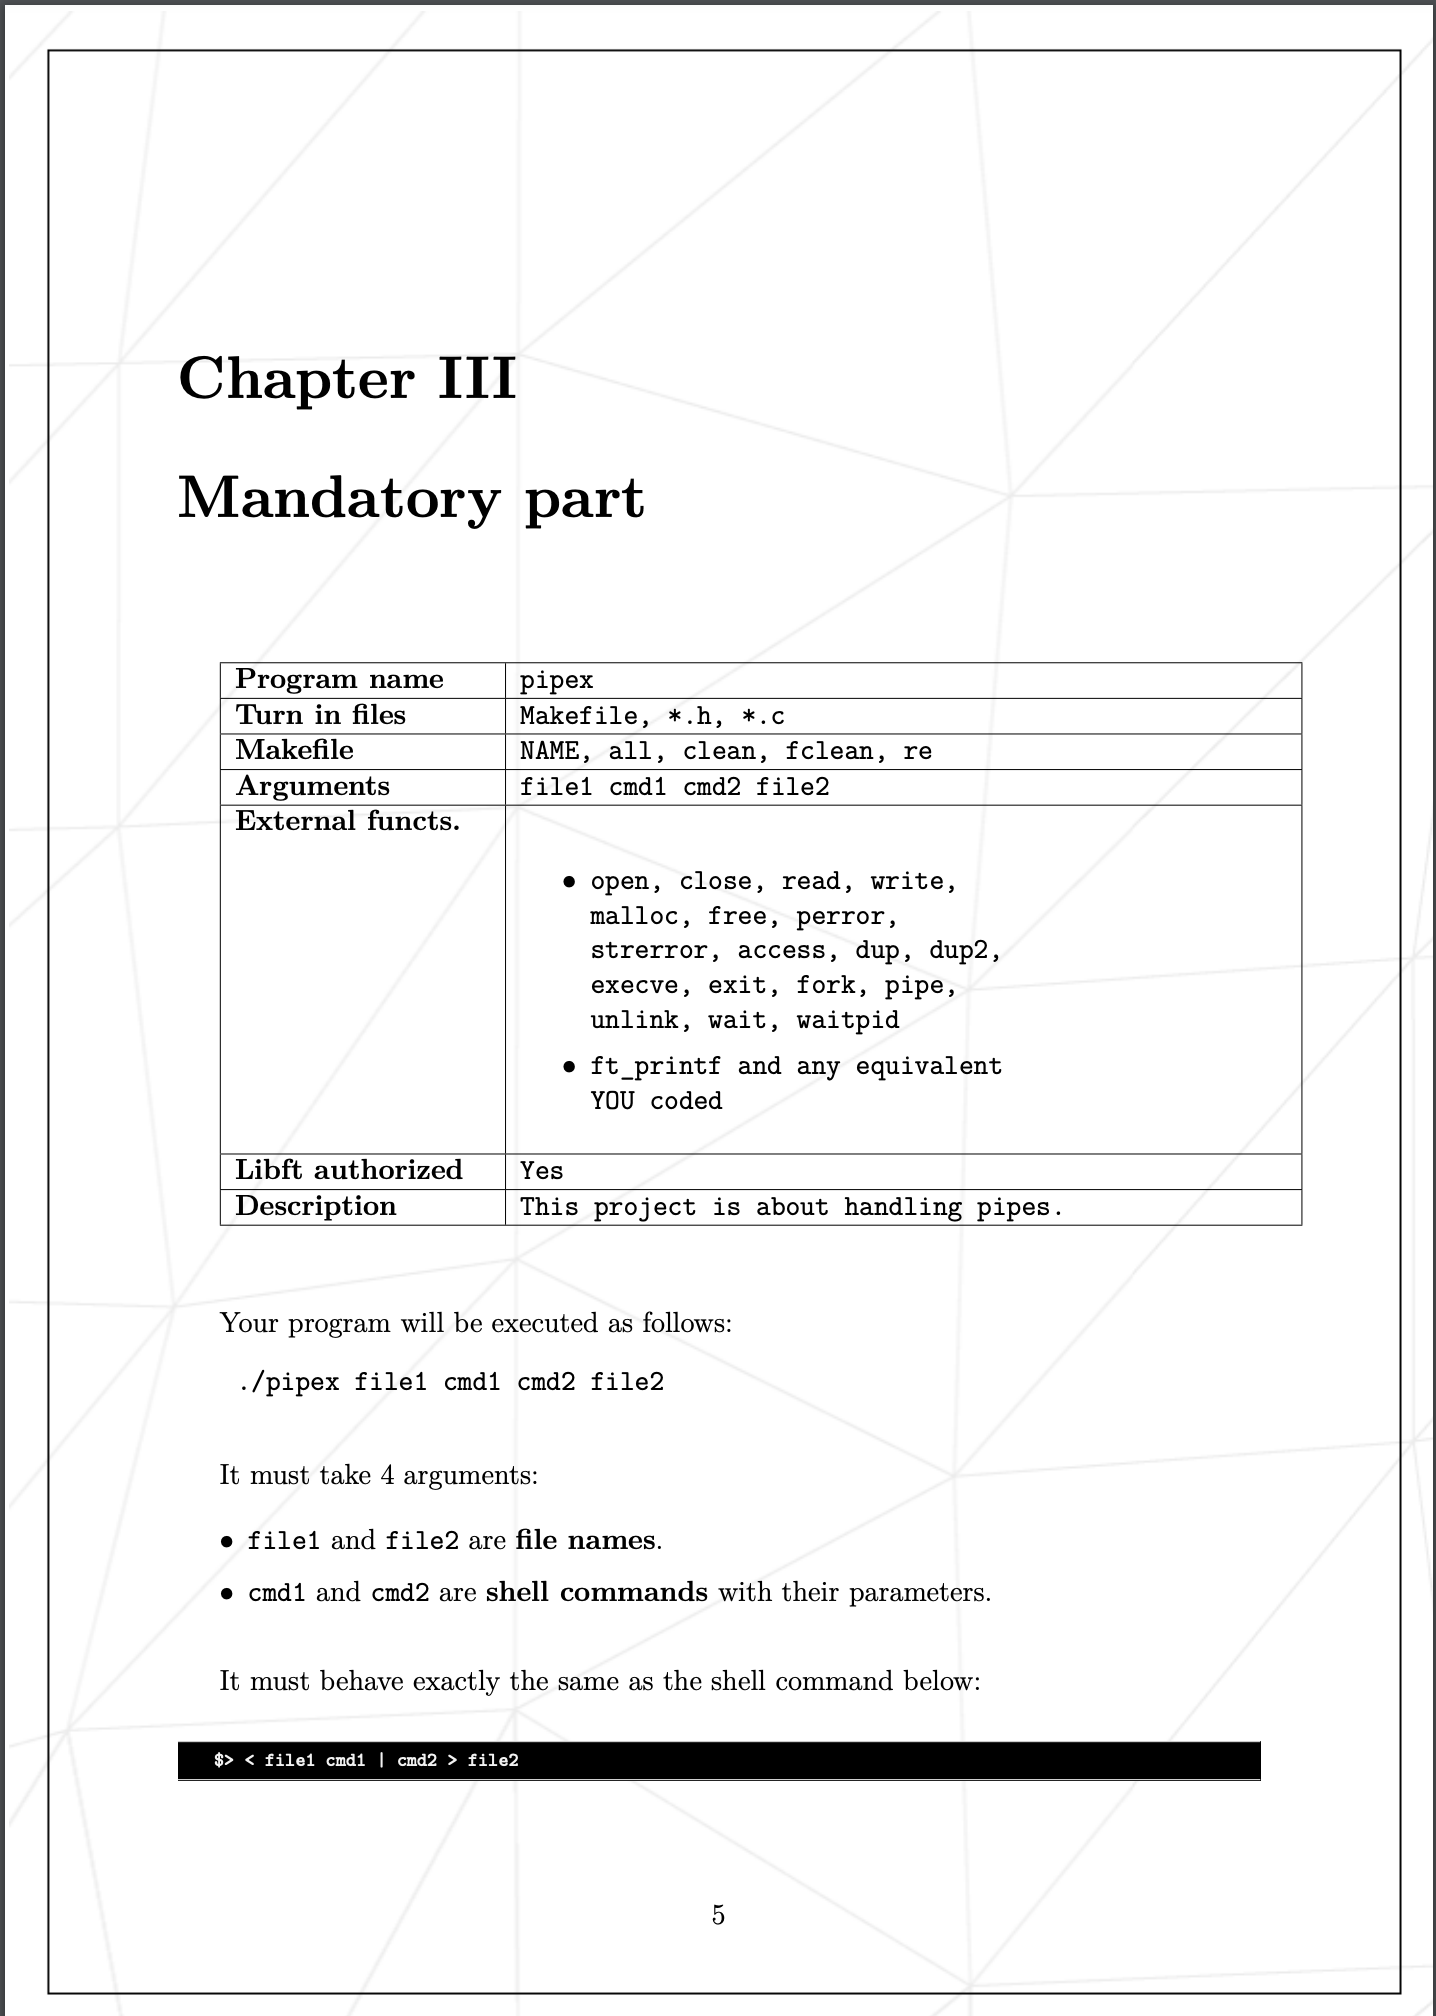 Chapter III
Mandatory part
Program name pipex
Turn in files Makefile, *.h, *.c
Makefile NAME, all, clean, fclean, re
Arguments file1 cmd1 cmd2 file2
External functs.
• open, close, read, write,
malloc, free, perror,
strerror, access, dup, dup2,
execve, exit, fork, pipe,
unlink, wait, waitpid
• ft_printf and any equivalent
YOU coded
Libft authorized Yes
Description This project is about handling pipes.
Your program will be executed as follows:
./pipex file1 cmd1 cmd2 file2
It must take 4 arguments:
• file1 and file2 are file names.
• cmd1 and cmd2 are shell commands with their parameters.
It must behave exactly the same as the shell command below:
$> < file1 cmd1 | cmd2 > file2
5